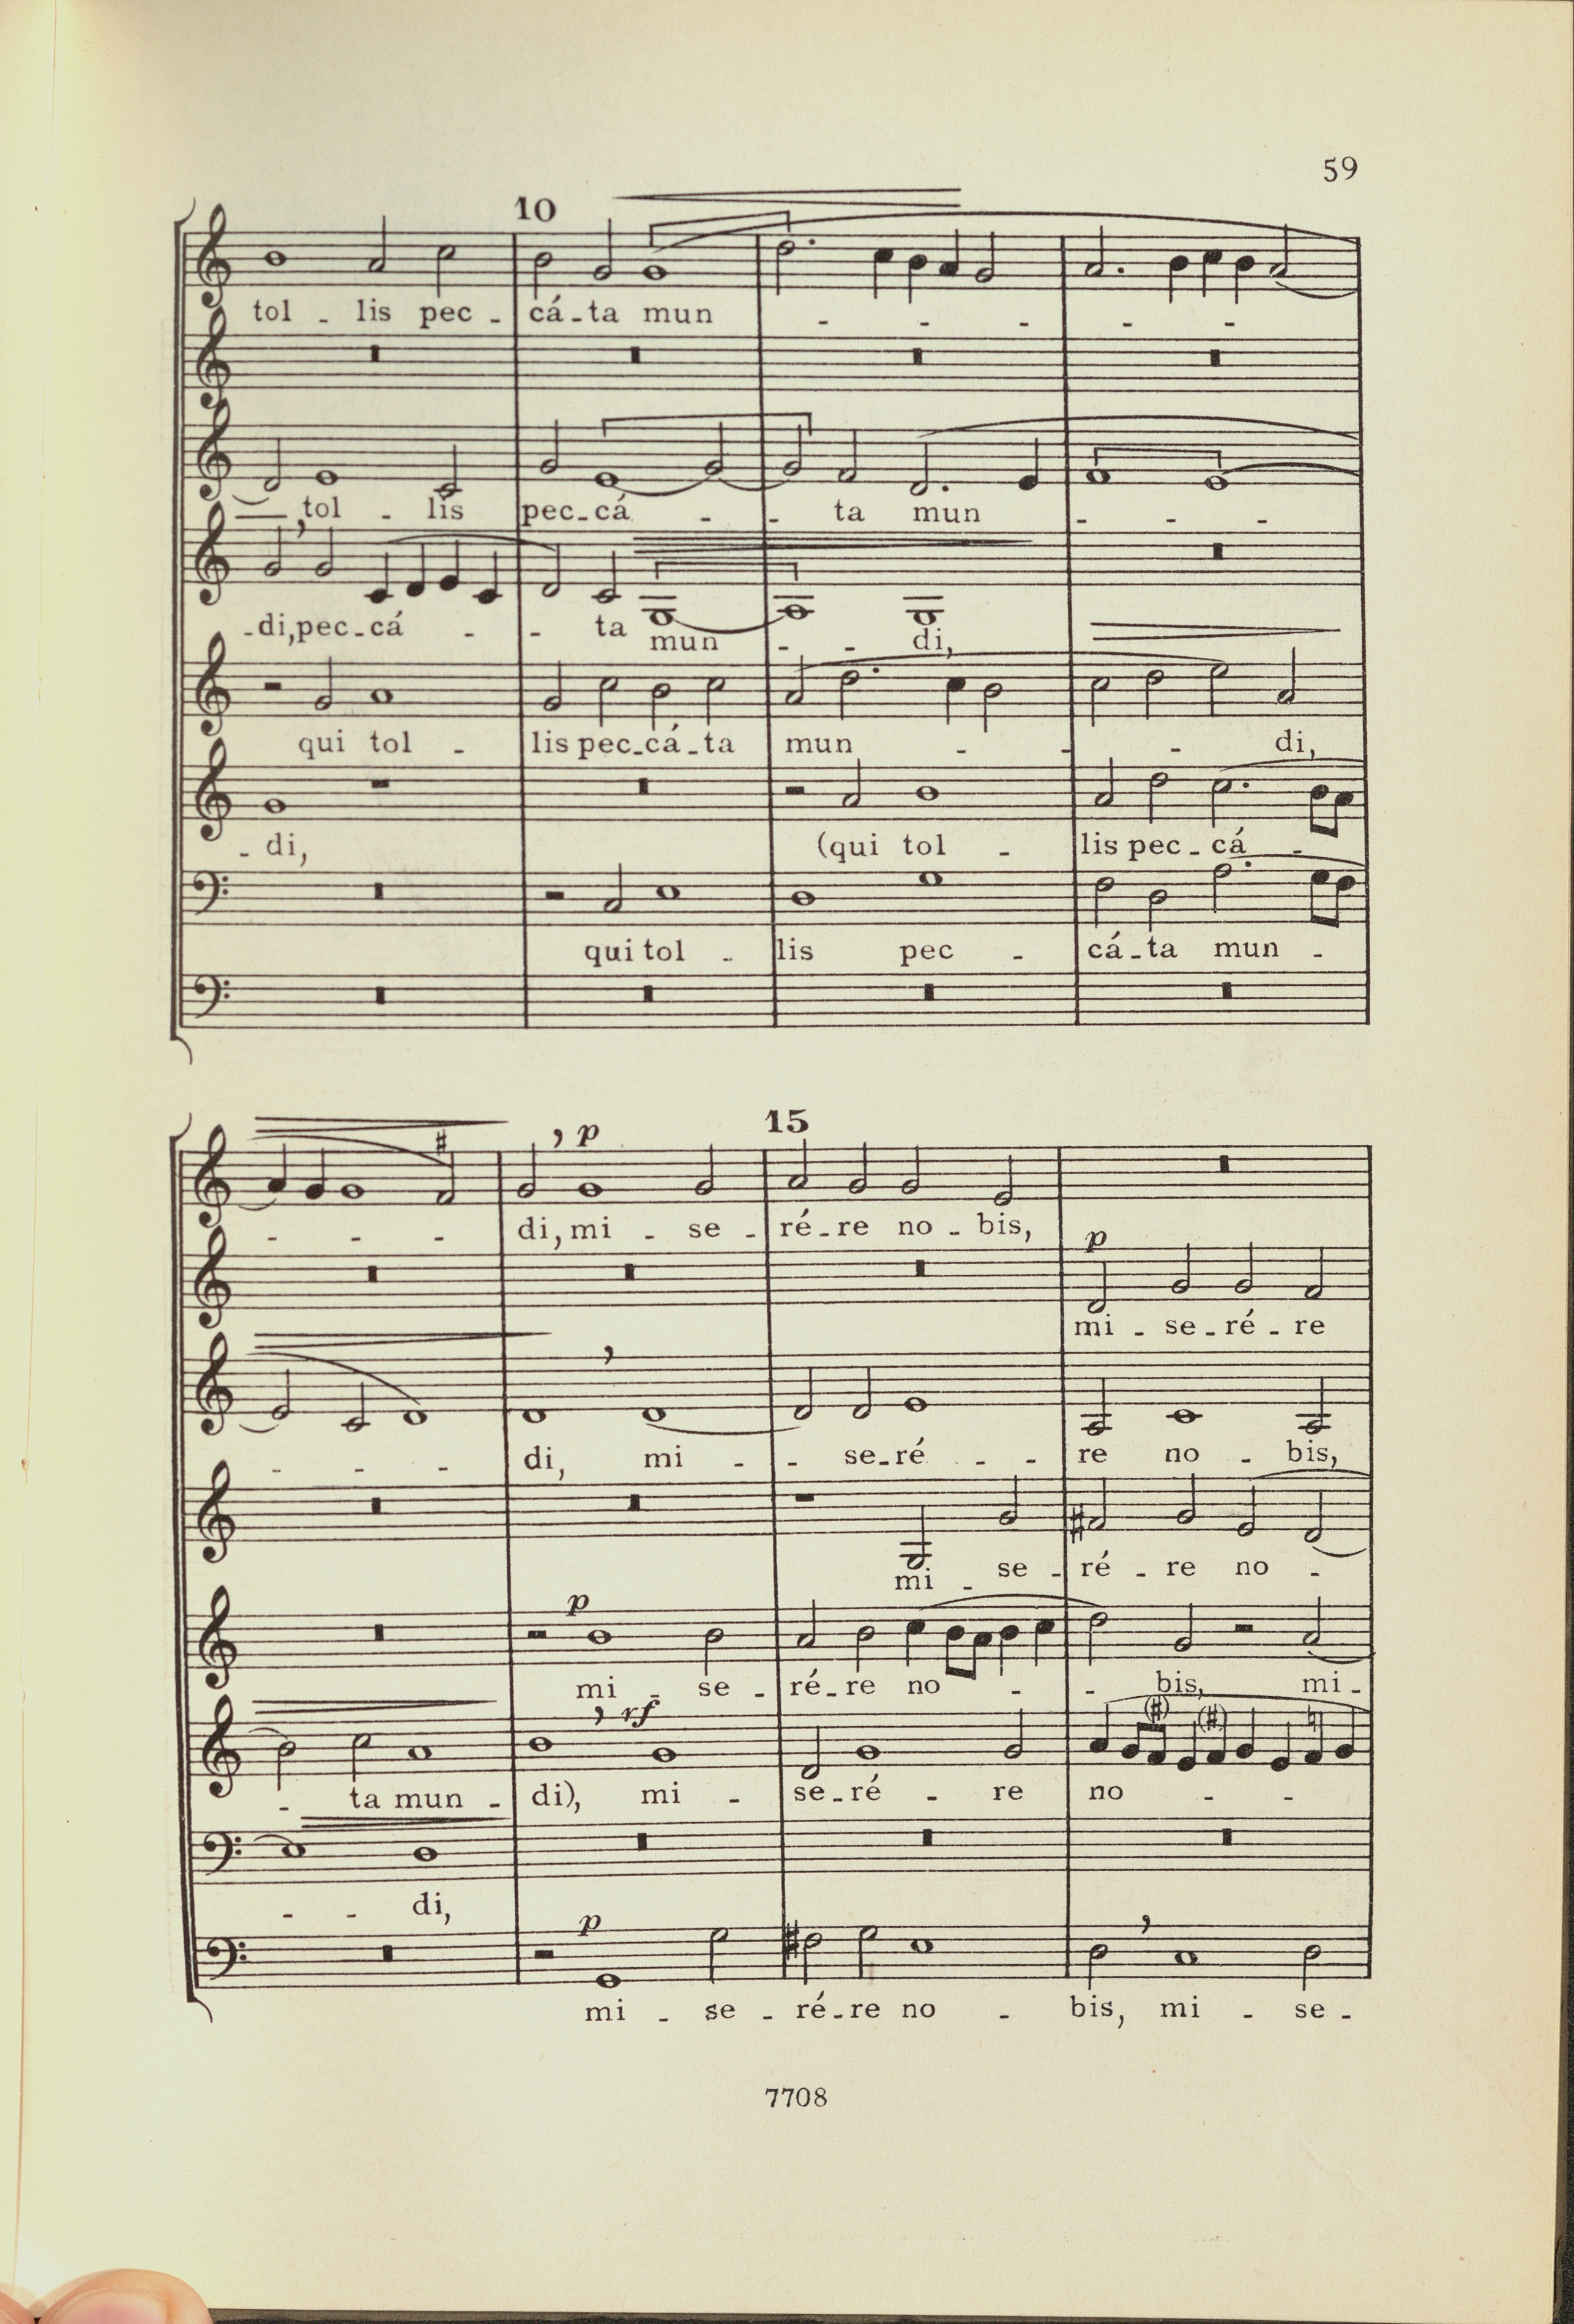 59
10
tol - lis pec - cá - ta mun - - - - -
- tol - lis pec - cá - - ta mun - - -
- di, pec - cá - - ta mun - - di,
qui tol - lis pec - cá - ta mun - - - di,
- di, (qui tol - lis pec - cá -
qui tol - lis pec - cá - ta mun -
15
p
- - - di, mi - se - ré - re no - bis,
p
mi - se - ré - re
- - - di, mi - - se - ré - - re no - bis,
mi - se - ré - re no -
p
mi - se - ré - re no - - bis, mi -
rf
- ta mun - di), mi - se - ré - re no - -
- - di,
p
mi - se - ré - re no - bis, mi - se -
7708